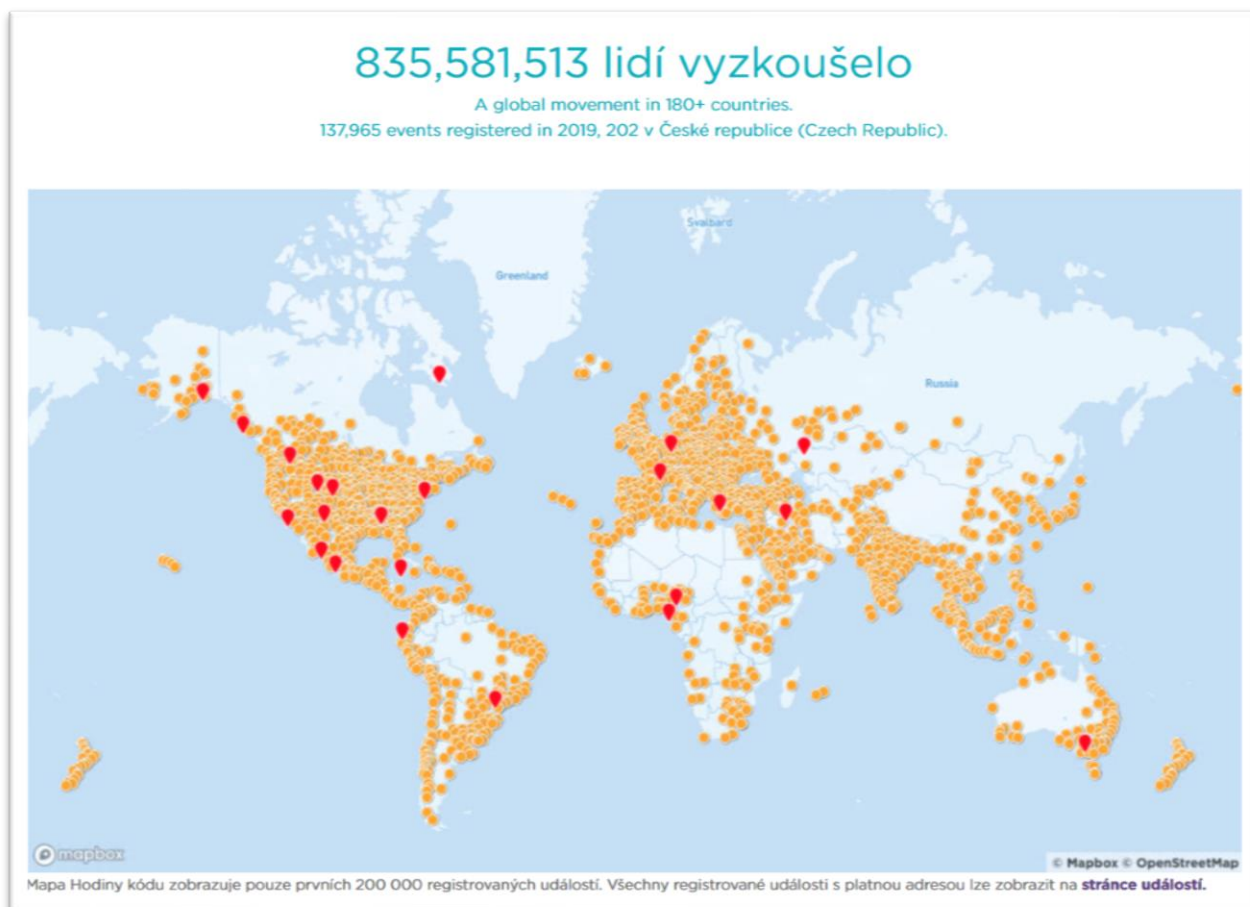 835,581,513 lidí vyzkoušelo
A global movement in 180+ countries.
137,965 events registered in 2019, 202 v České republice (Czech Republic).
Svalbard
Greenland
Russia
mapbox
© Mapbox © OpenStreetMap
Mapa Hodiny kódu zobrazuje pouze prvních 200 000 registrovaných událostí. Všechny registrované události s platnou adresou lze zobrazit na stránce událostí.